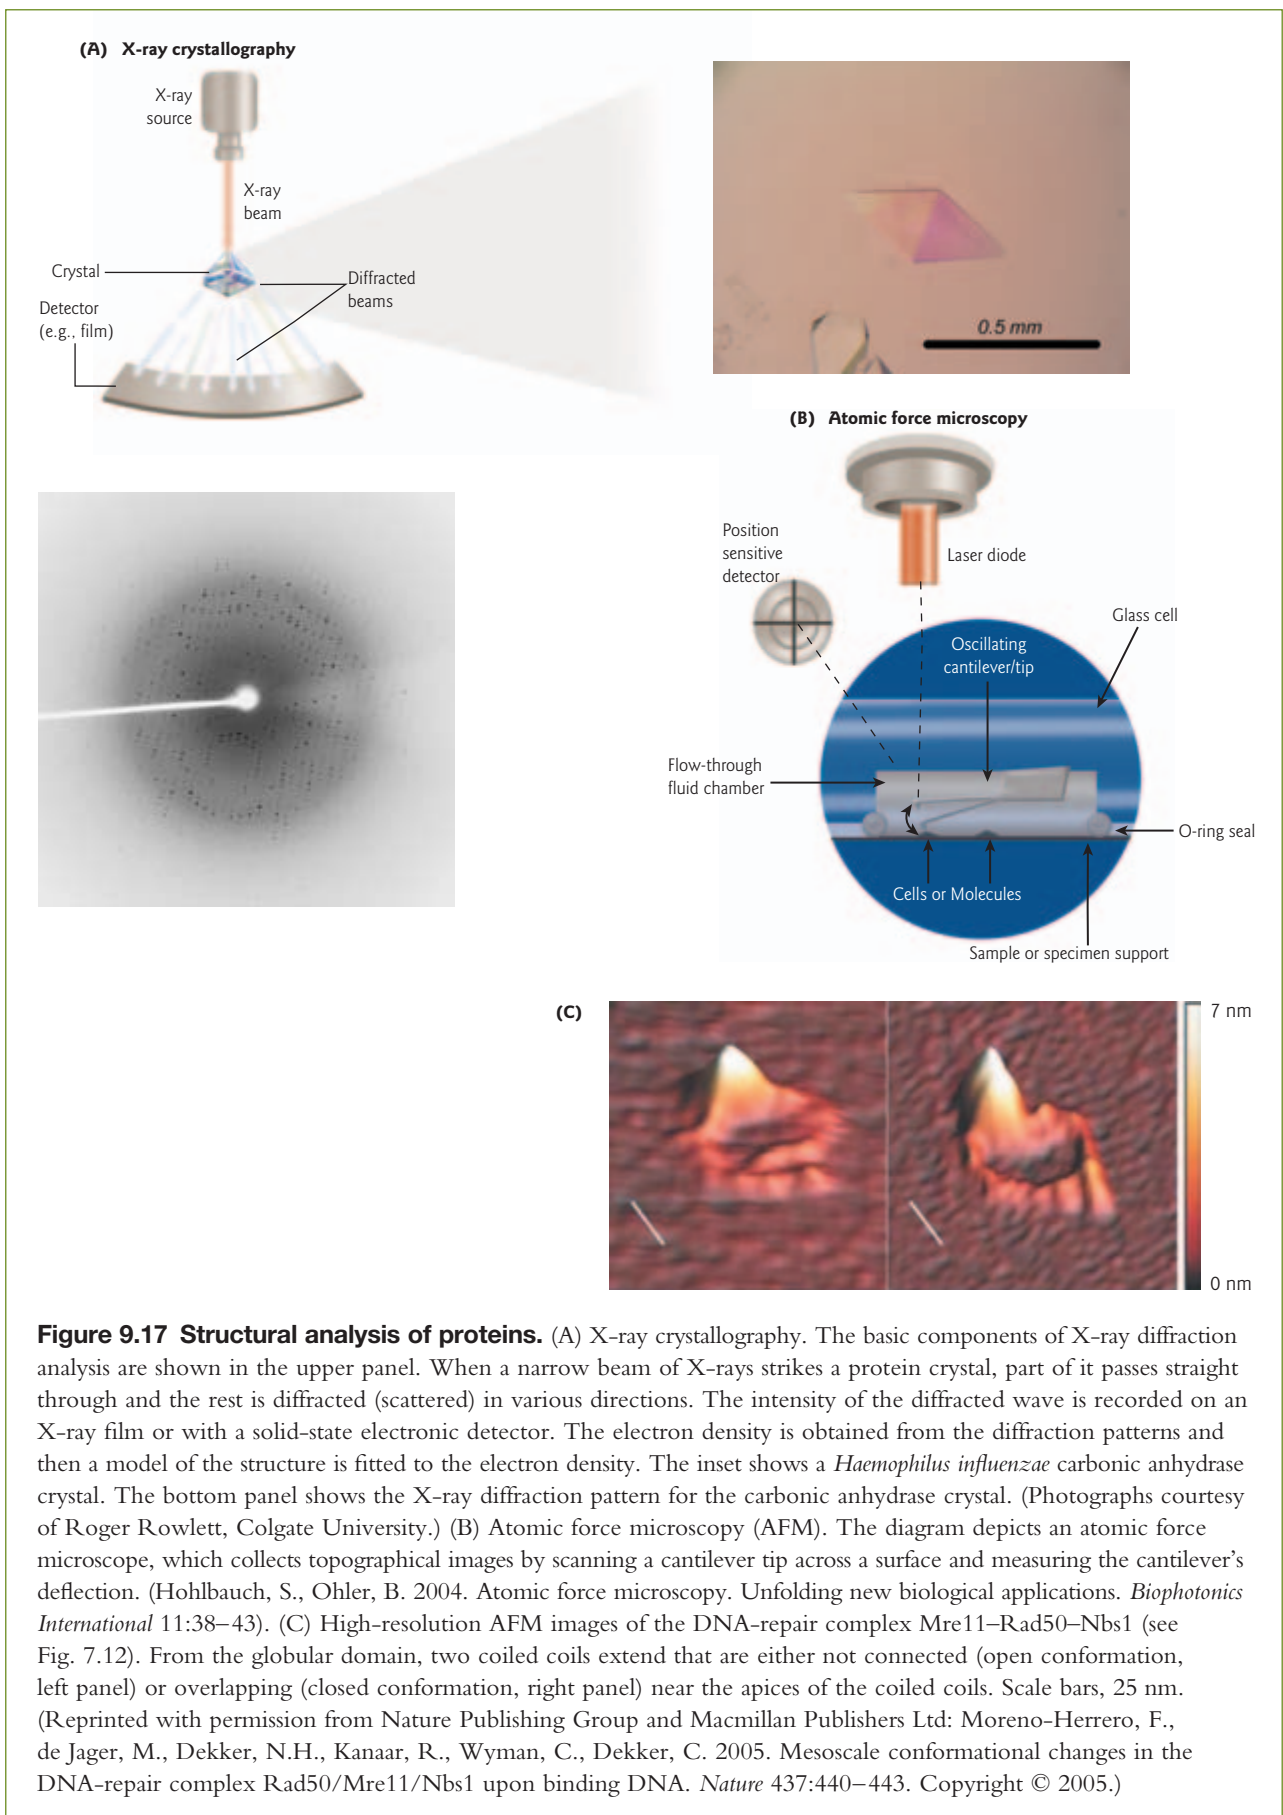 (A) X-ray crystallography
X-ray
source
X-ray
beam
Crystal
Diffracted
beams
Detector
(e.g., film)
0.5 mm
(B) Atomic force microscopy
Position
sensitive
detector
Laser diode
Glass cell
Oscillating
cantilever/tip
Flow-through
fluid chamber
O-ring seal
Cells or Molecules
Sample or specimen support
(C)
7 nm
0 nm
Figure 9.17 Structural analysis of proteins. (A) X-ray crystallography. The basic components of X-ray diffraction
analysis are shown in the upper panel. When a narrow beam of X-rays strikes a protein crystal, part of it passes straight
through and the rest is diffracted (scattered) in various directions. The intensity of the diffracted wave is recorded on an
X-ray film or with a solid-state electronic detector. The electron density is obtained from the diffraction patterns and
then a model of the structure is fitted to the electron density. The inset shows a Haemophilus influenzae carbonic anhydrase
crystal. The bottom panel shows the X-ray diffraction pattern for the carbonic anhydrase crystal. (Photographs courtesy
of Roger Rowlett, Colgate University.) (B) Atomic force microscopy (AFM). The diagram depicts an atomic force
microscope, which collects topographical images by scanning a cantilever tip across a surface and measuring the cantilever's
deflection. (Hohlbauch, S., Ohler, B. 2004. Atomic force microscopy. Unfolding new biological applications. Biophotonics
International 11:38–43). (C) High-resolution AFM images of the DNA-repair complex Mre11–Rad50–Nbs1 (see
Fig. 7.12). From the globular domain, two coiled coils extend that are either not connected (open conformation,
left panel) or overlapping (closed conformation, right panel) near the apices of the coiled coils. Scale bars, 25 nm.
(Reprinted with permission from Nature Publishing Group and Macmillan Publishers Ltd: Moreno-Herrero, F.,
de Jager, M., Dekker, N.H., Kanaar, R., Wyman, C., Dekker, C. 2005. Mesoscale conformational changes in the
DNA-repair complex Rad50/Mre11/Nbs1 upon binding DNA. Nature 437:440–443. Copyright © 2005.)